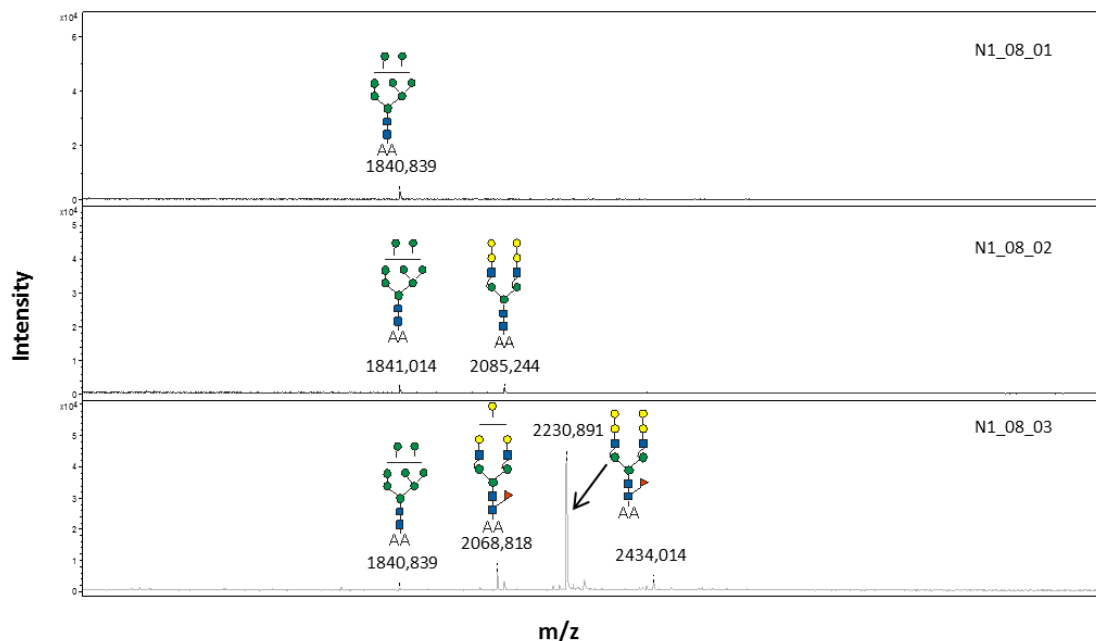 x10⁴
6
4
2
0
N1_08_01
AA
1840,839
x10⁴
5
4
3
2
1
0
N1_08_02
AA
1841,014
AA
2085,244
Intensity
x10⁴
5
4
3
2
1
0
N1_08_03
AA
1840,839
AA
2068,818
2230,891
AA
2434,014
m/z